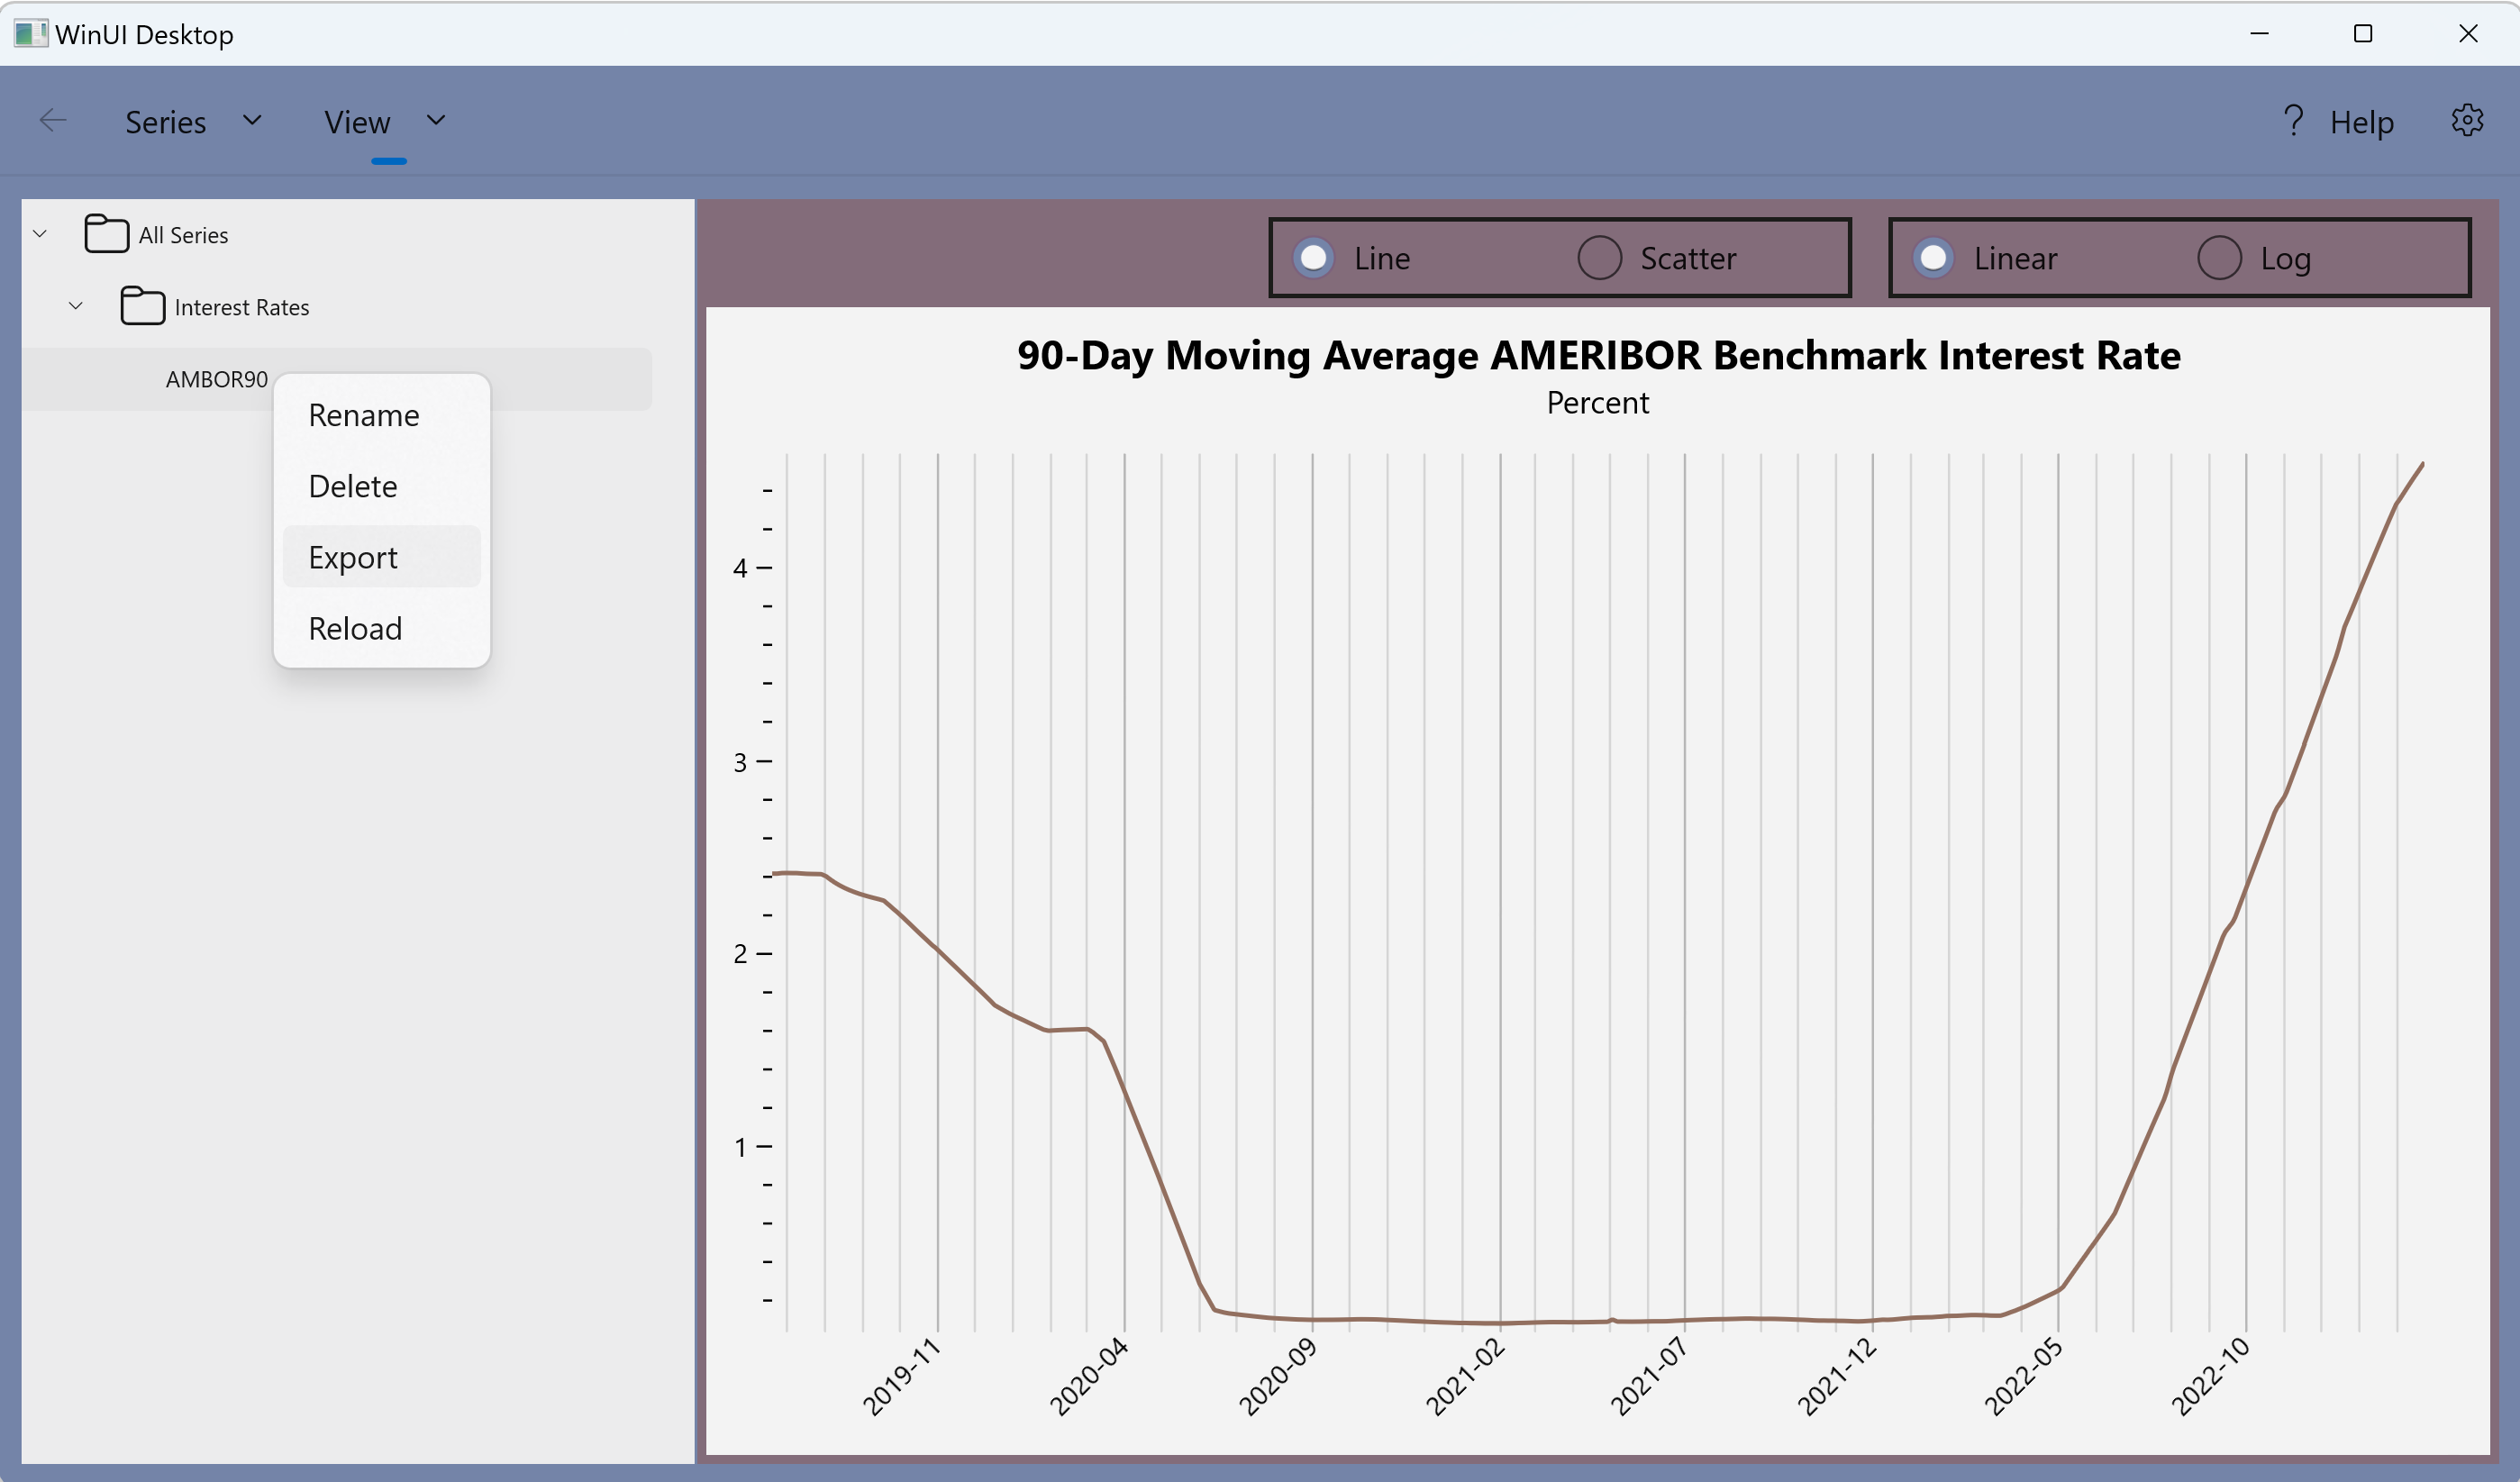 WinUI Desktop
Series View ? Help
All Series
Interest Rates
AMBOR90
Rename
Delete
Export
Reload
Line Scatter Linear Log
90-Day Moving Average AMERIBOR Benchmark Interest Rate
Percent
4
3
2
1
2019-11 2020-04 2020-09 2021-02 2021-07 2021-12 2022-05 2022-10